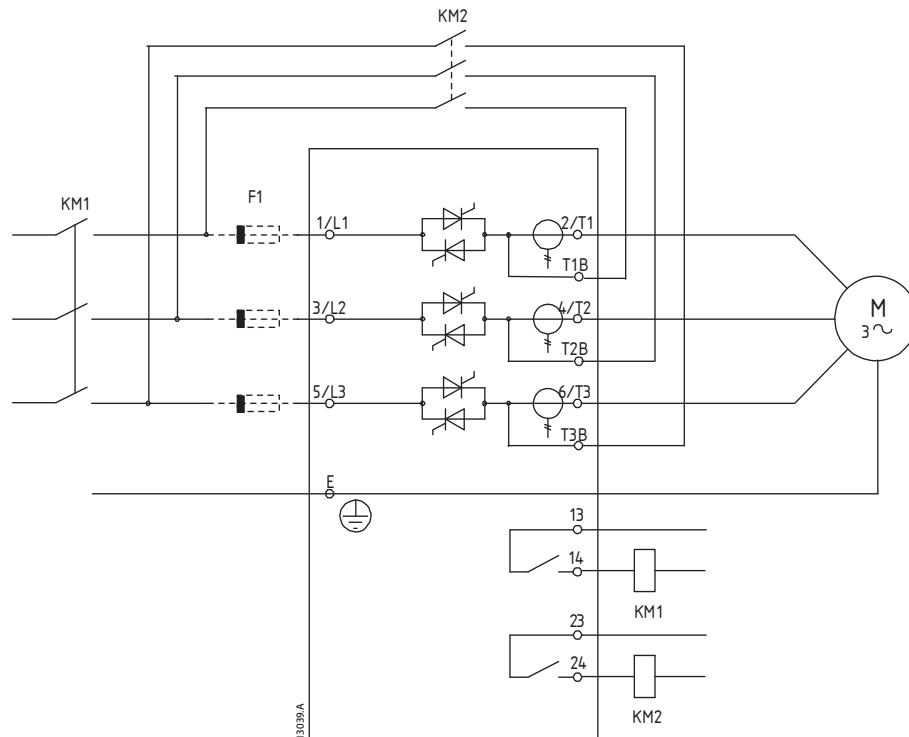 KM2
F1
KM1
1/L1
2/T1
T1B
3/L2
4/T2
T2B
M
3
5/L3
6/T3
T3B
E
13
14
KM1
23
24
KM2
13039.A